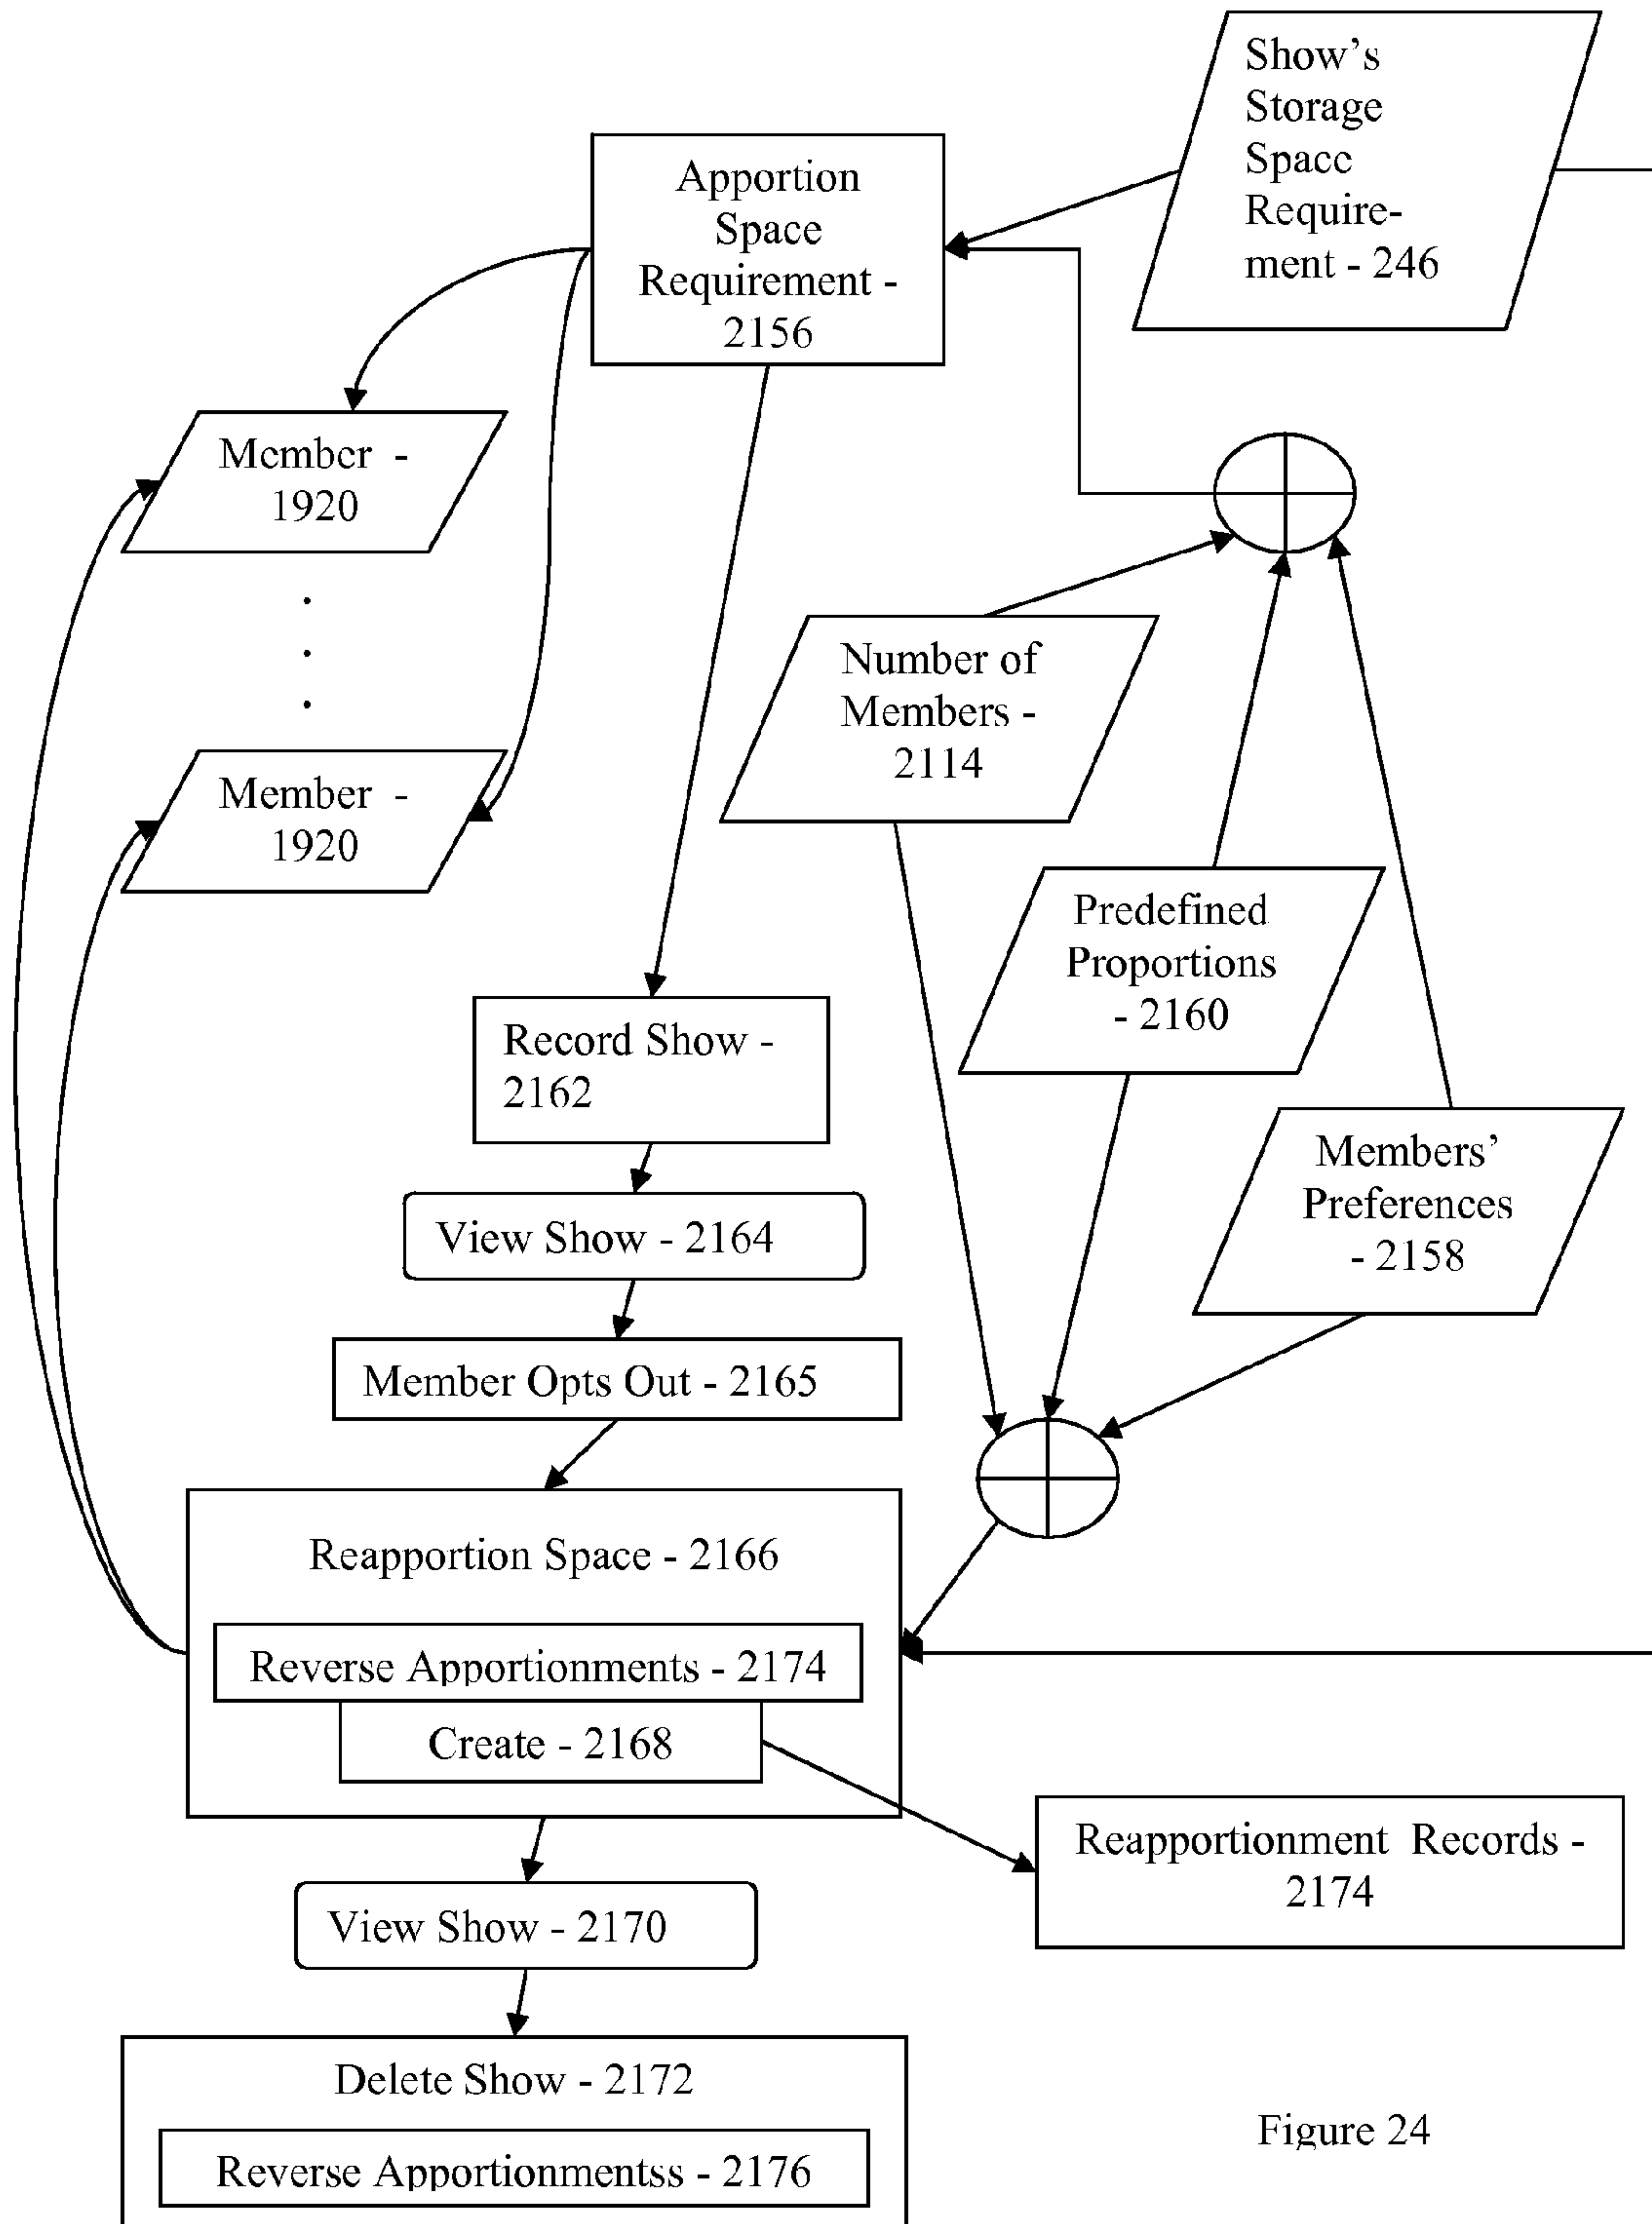 Show's
Storage
Space
Require-
ment - 246
Apportion
Space
Requirement -
2156
Member -
1920
.
.
.
Member -
1920
Number of
Members -
2114
Predefined
Proportions
- 2160
Members’
Preferences
- 2158
Record Show -
2162
View Show - 2164
Member Opts Out - 2165
Reapportion Space - 2166
Reverse Apportionments - 2174
Create - 2168
Reapportionment Records -
2174
View Show - 2170
Delete Show - 2172
Reverse Apportionmentss - 2176
Figure 24